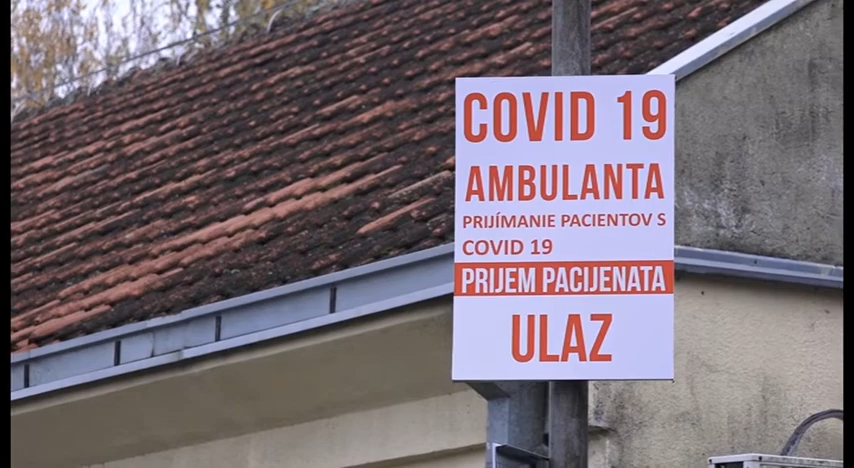 COVID 19
AMBULANTA
PRIJÍMANIE PACIENTOV S
COVID 19
PRIJEM PACIJENATA
ULAZ